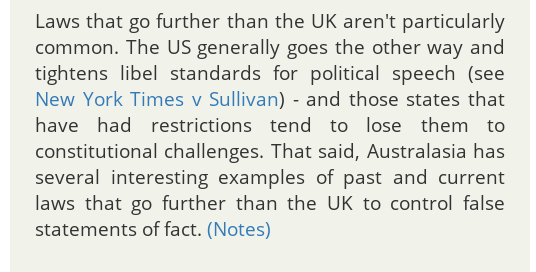 Laws that go further than the UK aren't particularly
common. The US generally goes the other way and
tightens libel standards for political speech (see
New York Times v Sullivan) - and those states that
have had restrictions tend to lose them to
constitutional challenges. That said, Australasia has
several interesting examples of past and current
laws that go further than the UK to control false
statements of fact. (Notes)